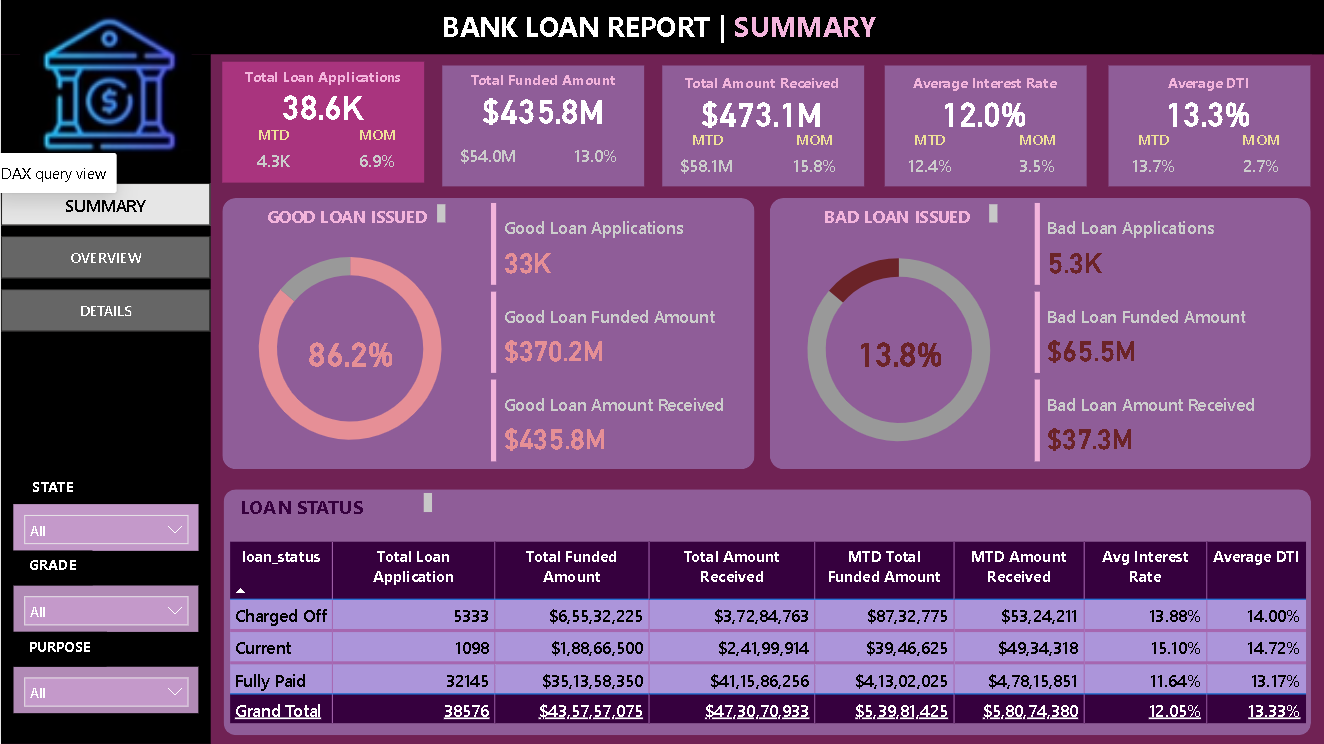 BANK LOAN REPORT | SUMMARY
DAX query view
SUMMARY
OVERVIEW
DETAILS
STATE
All
GRADE
All
PURPOSE
All
Total Loan Applications
38.6K
MTD MOM
4.3K 6.9%
Total Funded Amount
$435.8M
$54.0M 13.0%
Total Amount Received
$473.1M
MTD MOM
$58.1M 15.8%
Average Interest Rate
12.0%
MTD MOM
12.4% 3.5%
Average DTI
13.3%
MTD MOM
13.7% 2.7%
GOOD LOAN ISSUED
86.2%
Good Loan Applications
33K
Good Loan Funded Amount
$370.2M
Good Loan Amount Received
$435.8M
BAD LOAN ISSUED
13.8%
Bad Loan Applications
5.3K
Bad Loan Funded Amount
$65.5M
Bad Loan Amount Received
$37.3M
LOAN STATUS
loan_status Total Loan Application Total Funded Amount Total Amount Received MTD Total Funded Amount MTD Amount Received Avg Interest Rate Average DTI
Charged Off 5333 $6,55,32,225 $3,72,84,763 $87,32,775 $53,24,211 13.88% 14.00%
Current 1098 $1,88,66,500 $2,41,99,914 $39,46,625 $49,34,318 15.10% 14.72%
Fully Paid 32145 $35,13,58,350 $41,15,86,256 $4,13,02,025 $4,78,15,851 11.64% 13.17%
Grand Total 38576 $43,57,57,075 $47,30,70,933 $5,39,81,425 $5,80,74,380 12.05% 13.33%